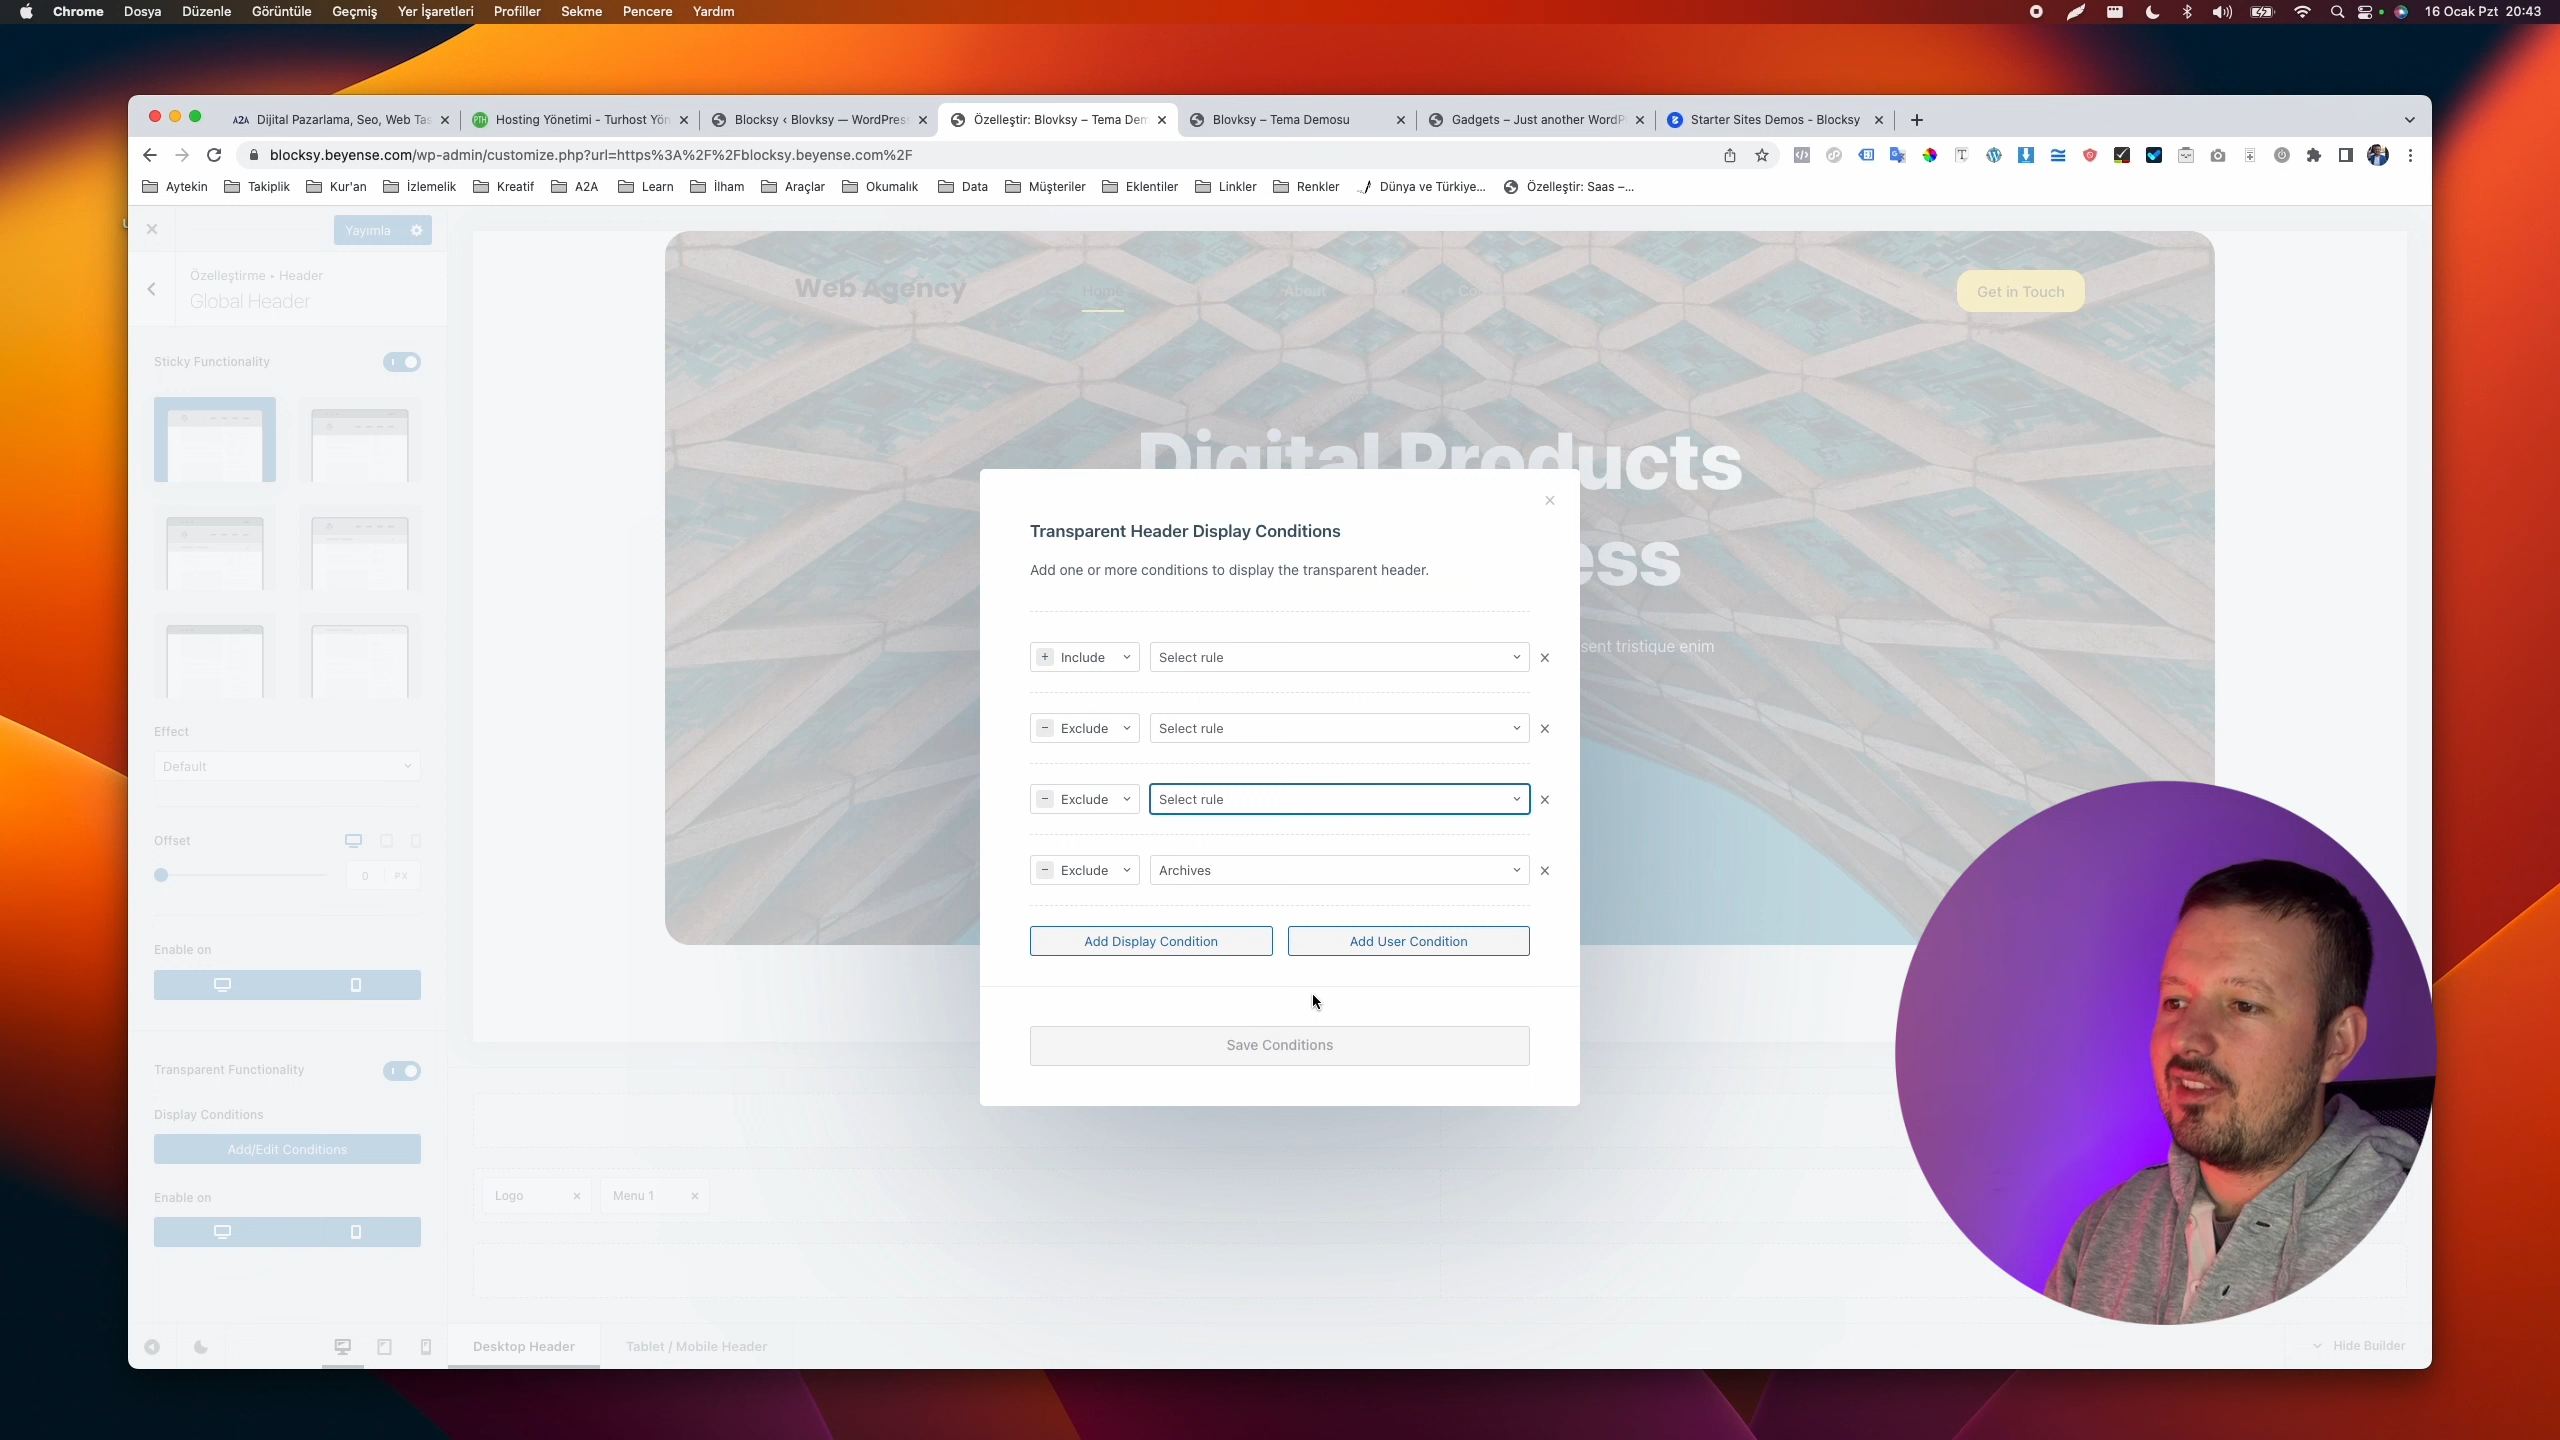 Chrome Dosya Düzenle Görüntüle Geçmiş Yer İşaretleri Profiller Sekme Pencere Yardım
16 Ocak Pzt 20:43
A2A Dijital Pazarlama, Seo, Web Tas
PTH Hosting Yönetimi - Turhost Yön
Blocksy ‹ Blovksy — WordPress
Özelleştir: Blovksy – Tema Dem
Blovksy – Tema Demosu
Gadgets – Just another WordP
Starter Sites Demos - Blocksy
blocksy.beyense.com/wp-admin/customize.php?url=https%3A%2F%2Fblocksy.beyense.com%2F
Aytekin Takiplik Kur'an İzlemelik Kreatif A2A Learn İlham Araçlar Okumalık Data Müşteriler Eklentiler Linkler Renkler Dünya ve Türkiye... Özelleştir: Saas –...
Yayımla
Özelleştirme • Header
Global Header
Sticky Functionality
Effect
Default
Offset
0 PX
Enable on
Transparent Functionality
Display Conditions
Add/Edit Conditions
Enable on
Web Agency
Home
About
Get in Touch
Digital Products
ess
sent tristique enim
Transparent Header Display Conditions
Add one or more conditions to display the transparent header.
+ Include Select rule
− Exclude Select rule
− Exclude Select rule
− Exclude Archives
Add Display Condition Add User Condition
Save Conditions
Logo
Menu 1
Desktop Header Tablet / Mobile Header
Hide Builder